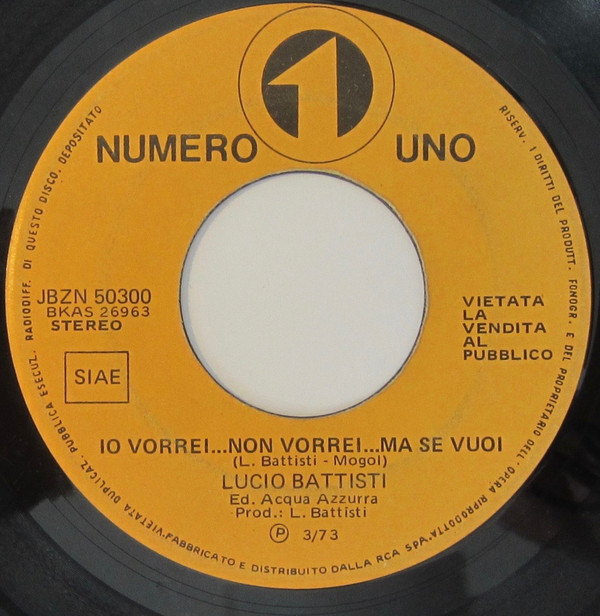 1
NUMERO UNO
JBZN 50300
BKAS 26963
STEREO
SIAE
VIETATA
LA
VENDITA
AL
PUBBLICO
IO VORREI...NON VORREI...MA SE VUOI
(L. Battisti - Mogol)
LUCIO BATTISTI
Ed. Acqua Azzurra
Prod.: L. Battisti
Ⓟ 3/73
RISERV. I DIRITTI DEL PRODUTT. FONOGR. E DEL PROPRIETARIO DELL'OPERA RIPRODOTTA
VIETATA DUPLICAZ. PUBBLICA ESECUZ. RADIODIFF. DI QUESTO DISCO. DEPOSITATO
FABBRICATO E DISTRIBUITO DALLA RCA SPA.